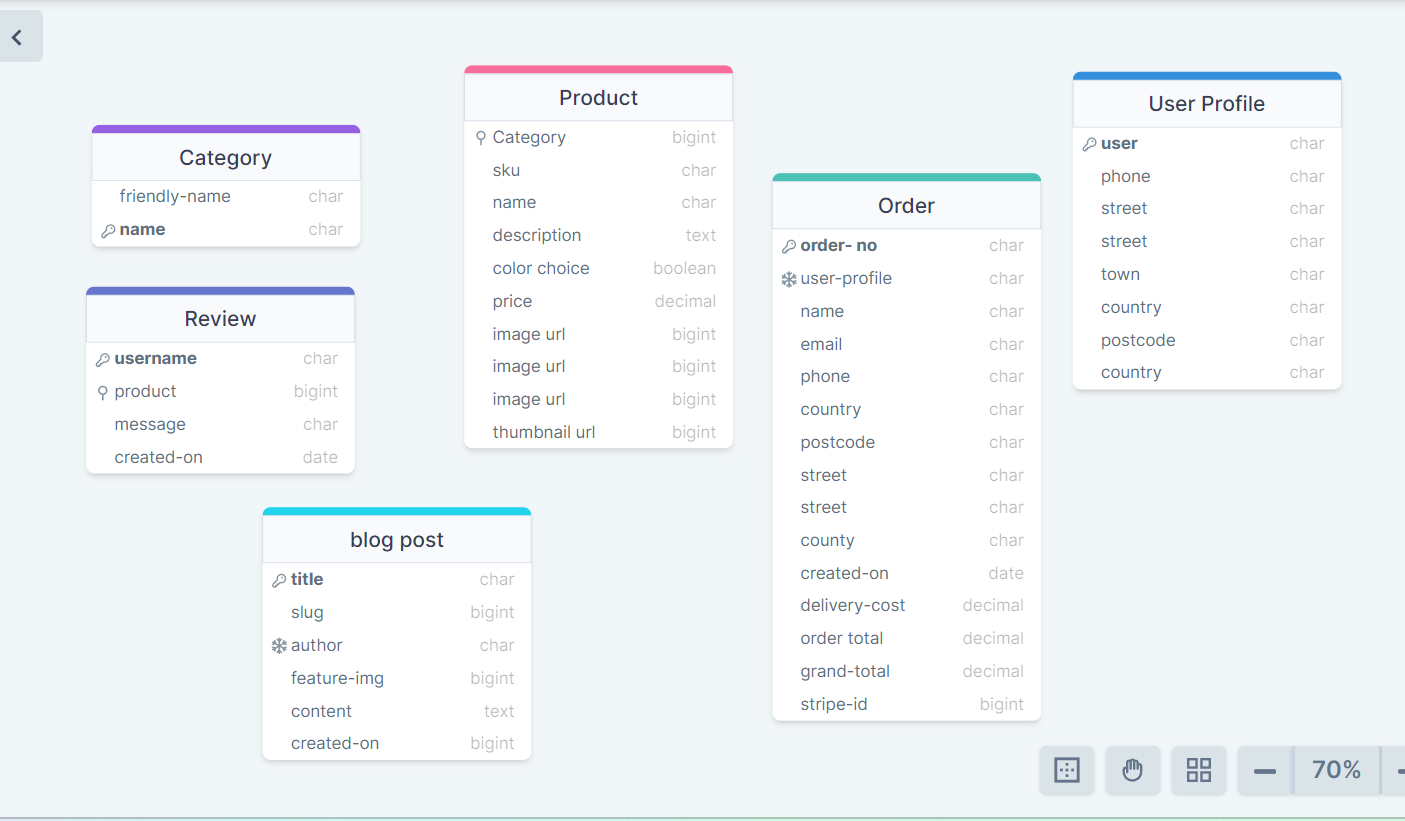 Category
friendly-name char
name char
Review
username char
product bigint
message char
created-on date
blog post
title char
slug bigint
author char
feature-img bigint
content text
created-on bigint
Product
Category bigint
sku char
name char
description text
color choice boolean
price decimal
image url bigint
image url bigint
image url bigint
thumbnail url bigint
Order
order- no char
user-profile char
name char
email char
phone char
country char
postcode char
street char
street char
county char
created-on date
delivery-cost decimal
order total decimal
grand-total decimal
stripe-id bigint
User Profile
user char
phone char
street char
street char
town char
country char
postcode char
country char
70%